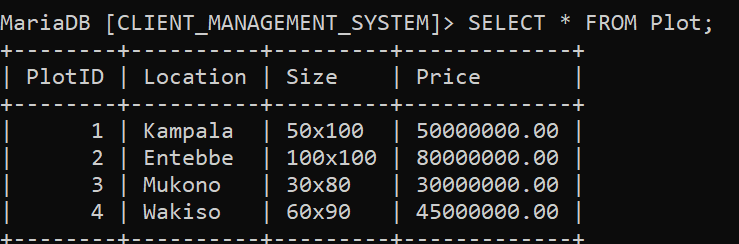 MariaDB [CLIENT_MANAGEMENT_SYSTEM]> SELECT * FROM Plot;
+--------+----------+---------+-------------+
| PlotID | Location | Size    | Price       |
+--------+----------+---------+-------------+
|      1 | Kampala  | 50x100  | 50000000.00 |
|      2 | Entebbe  | 100x100 | 80000000.00 |
|      3 | Mukono   | 30x80   | 30000000.00 |
|      4 | Wakiso   | 60x90   | 45000000.00 |
+--------+----------+---------+-------------+